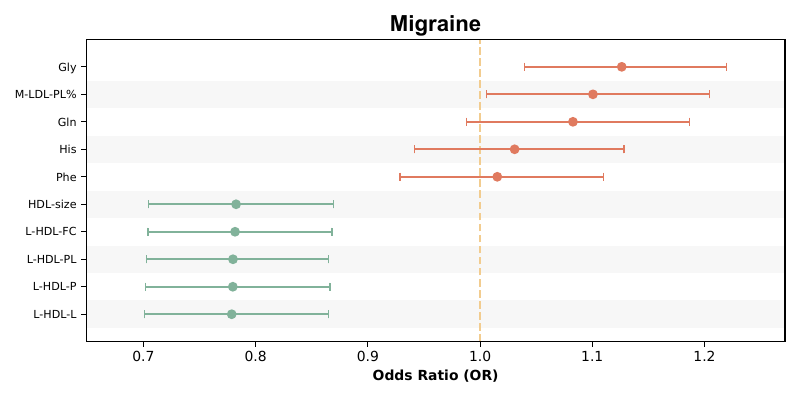 Migraine
Gly
M-LDL-PL%
Gln
His
Phe
HDL-size
L-HDL-FC
L-HDL-PL
L-HDL-P
L-HDL-L
0.7 0.8 0.9 1.0 1.1 1.2
Odds Ratio (OR)